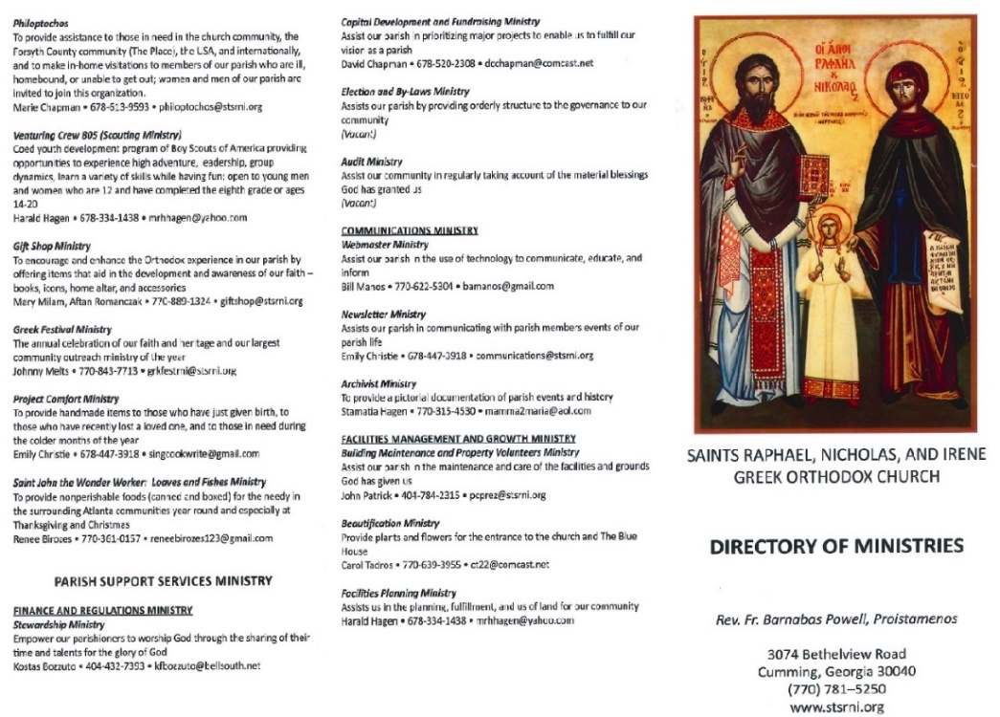 Philoptochos
To provide assistance to those in need in the church community, the
Forsyth County community (The Place), the USA, and internationally,
and to make in-home visitations to members of our parish who are ill,
homebound, or unable to get out; women and men of our parish are
invited to join this organization.
Marie Chapman • 678-513-9593 • philoptochos@stsrni.org
Venturing Crew 805 (Scouting Ministry)
Coed youth development program of Boy Scouts of America providing
opportunities to experience high adventure, leadership, group
dynamics, learn a variety of skills while having fun; open to young men
and women who are 12 and have completed the eighth grade or ages
14-20
Harald Hagen • 678-334-1438 • mrhhagen@yahoo.com
Gift Shop Ministry
To encourage and enhance the Orthodox experience in our parish by
offering items that aid in the development and awareness of our faith –
books, icons, home altar, and accessories
Mary Milam, Aftan Romanczak • 770-889-1324 • giftshop@stsrni.org
Greek Festival Ministry
The annual celebration of our faith and heritage and our largest
community outreach ministry of the year
Johnny Melts • 770-843-7713 • grkfestrni@stsrni.org
Project Comfort Ministry
To provide handmade items to those who have just given birth, to
those who have recently lost a loved one, and to those in need during
the colder months of the year
Emily Christie • 678-447-3918 • singcookwrite@gmail.com
Saint John the Wonder Worker: Loaves and Fishes Ministry
To provide nonperishable foods (canned and boxed) for the needy in
the surrounding Atlanta communities year round and especially at
Thanksgiving and Christmas
Renee Birozes • 770-361-0157 • reneebirozes123@gmail.com
PARISH SUPPORT SERVICES MINISTRY
FINANCE AND REGULATIONS MINISTRY
Stewardship Ministry
Empower our parishioners to worship God through the sharing of their
time and talents for the glory of God
Kostas Bozzuto • 404-432-7393 • kfbozzuto@bellsouth.net
Capital Development and Fundraising Ministry
Assist our parish in prioritizing major projects to enable us to fulfill our
vision as a parish
David Chapman • 678-520-2308 • dcchapman@comcast.net
Election and By-Laws Ministry
Assists our parish by providing orderly structure to the governance to our
community
(Vacant)
Audit Ministry
Assist our community in regularly taking account of the material blessings
God has granted us
(Vacant)
COMMUNICATIONS MINISTRY
Webmaster Ministry
Assist our parish in the use of technology to communicate, educate, and
inform
Bill Manos • 770-622-5304 • bamanos@gmail.com
Newsletter Ministry
Assists our parish in communicating with parish members events of our
parish life
Emily Christie • 678-447-3918 • communications@stsrni.org
Archivist Ministry
To provide a pictorial documentation of parish events and history
Stamatia Hagen • 770-315-4530 • mamma2maria@aol.com
FACILITIES MANAGEMENT AND GROWTH MINISTRY
Building Maintenance and Property Volunteers Ministry
Assist our parish in the maintenance and care of the facilities and grounds
God has given us
John Patrick • 404-784-2315 • pcprez@stsrni.org
Beautification Ministry
Provide plants and flowers for the entrance to the church and The Blue
House
Carol Tadros • 770-639-3955 • ct22@comcast.net
Facilities Planning Ministry
Assists us in the planning, fulfillment, and us of land for our community
Harald Hagen • 678-334-1438 • mrhhagen@yahoo.com
ΟἹ ἍΓΙΟΙ
ΡΑΦΑΗΛ
Κ
ΝΙΚΟΛΑΟς
SAINTS RAPHAEL, NICHOLAS, AND IRENE
GREEK ORTHODOX CHURCH
DIRECTORY OF MINISTRIES
Rev. Fr. Barnabas Powell, Proistamenos
3074 Bethelview Road
Cumming, Georgia 30040
(770) 781–5250
www.stsrni.org